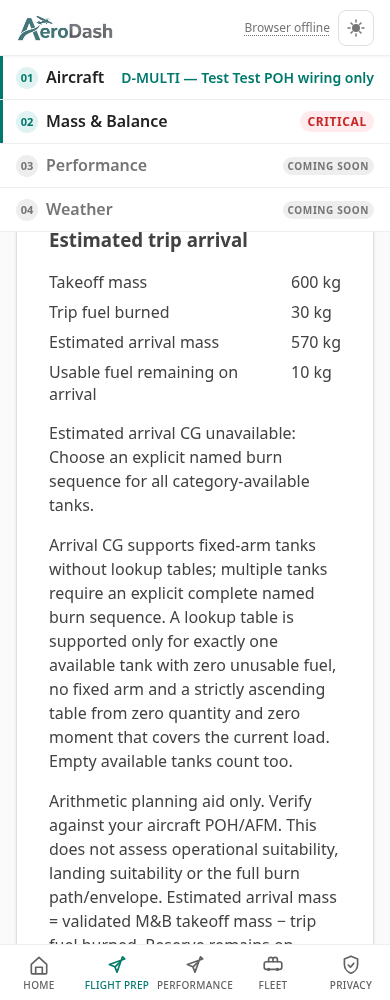 AeroDash
Browser offline
01 Aircraft D-MULTI — Test Test POH wiring only
02 Mass & Balance CRITICAL
03 Performance COMING SOON
04 Weather COMING SOON
Estimated trip arrival
Takeoff mass 600 kg
Trip fuel burned 30 kg
Estimated arrival mass 570 kg
Usable fuel remaining on 10 kg
arrival
Estimated arrival CG unavailable:
Choose an explicit named burn
sequence for all category-available
tanks.
Arrival CG supports fixed-arm tanks
without lookup tables; multiple tanks
require an explicit complete named
burn sequence. A lookup table is
supported only for exactly one
available tank with zero unusable fuel,
no fixed arm and a strictly ascending
table from zero quantity and zero
moment that covers the current load.
Empty available tanks count too.
Arithmetic planning aid only. Verify
against your aircraft POH/AFM. This
does not assess operational suitability,
landing suitability or the full burn
path/envelope. Estimated arrival mass
= validated M&B takeoff mass − trip
fuel burned. Reserve remains on
HOME FLIGHT PREP PERFORMANCE FLEET PRIVACY